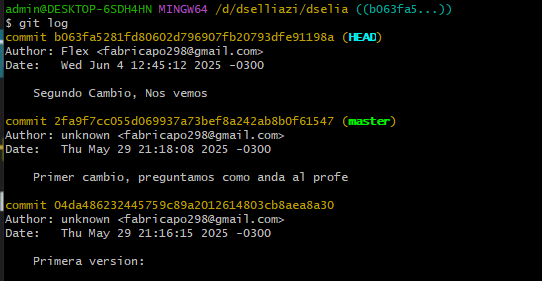 admin@DESKTOP-6SDH4HN MINGW64 /d/dselliazi/dselia ((b063fa5...))
$ git log
commit b063fa5281fd80602d796907fb20793dfe91198a (HEAD)
Author: Flex <fabricapo298@gmail.com>
Date:   Wed Jun 4 12:45:12 2025 -0300
Segundo Cambio, Nos vemos
commit 2fa9f7cc055d069937a73bef8a242ab8b0f61547 (master)
Author: unknown <fabricapo298@gmail.com>
Date:   Thu May 29 21:18:08 2025 -0300
Primer cambio, preguntamos como anda al profe
commit 04da486232445759c89a2012614803cb8aea8a30
Author: unknown <fabricapo298@gmail.com>
Date:   Thu May 29 21:16:15 2025 -0300
Primera version: